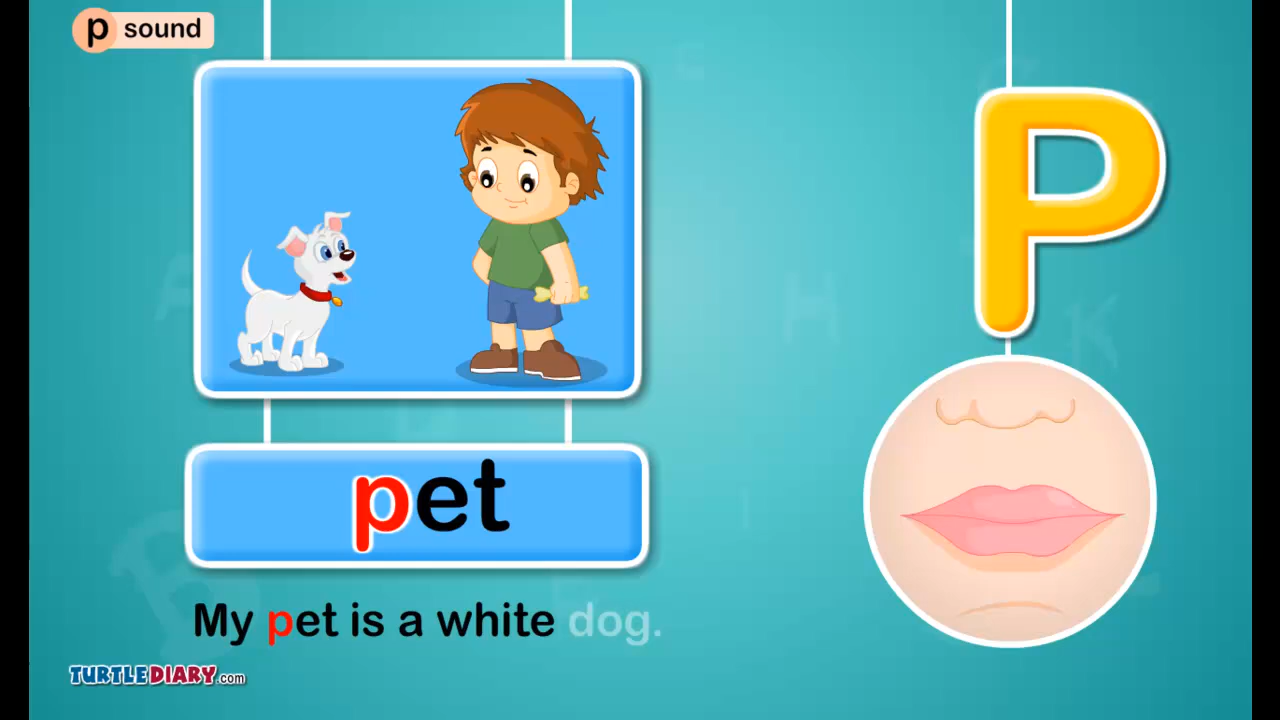 p sound
P
pet
My pet is a white dog.
TURTLEDIARY.com